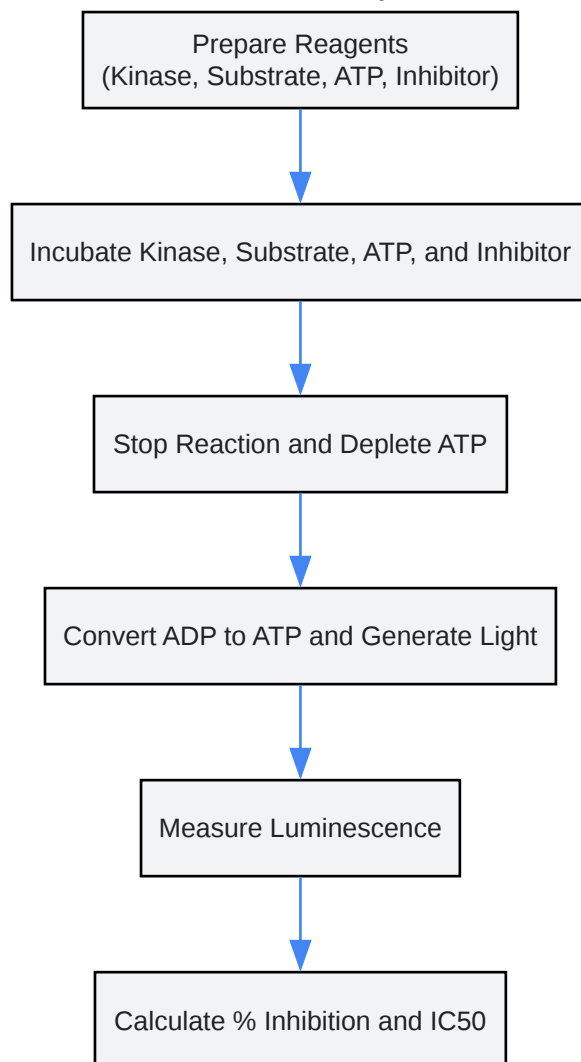 Prepare Reagents
(Kinase, Substrate, ATP, Inhibitor)
Incubate Kinase, Substrate, ATP, and Inhibitor
Stop Reaction and Deplete ATP
Convert ADP to ATP and Generate Light
Measure Luminescence
Calculate % Inhibition and IC50